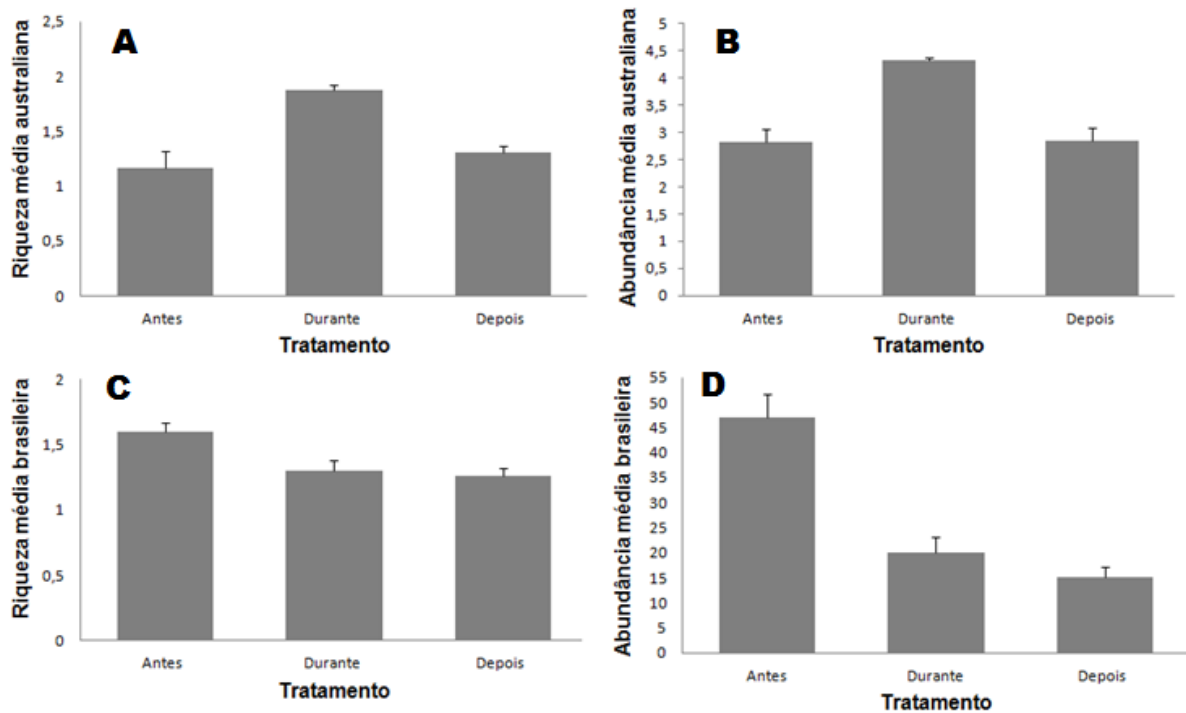 A
Riqueza média australiana
2,5
2
1,5
1
0,5
0
Antes Durante Depois
Tratamento
B
Abundância média australiana
5
4,5
4
3,5
3
2,5
2
1,5
1
0,5
0
Antes Durante Depois
Tratamento
C
Riqueza média brasileira
2
1,5
1
0,5
0
Antes Durante Depois
Tratamento
D
Abundância média brasileira
55
50
45
40
35
30
25
20
15
10
5
0
Antes Durante Depois
Tratamento